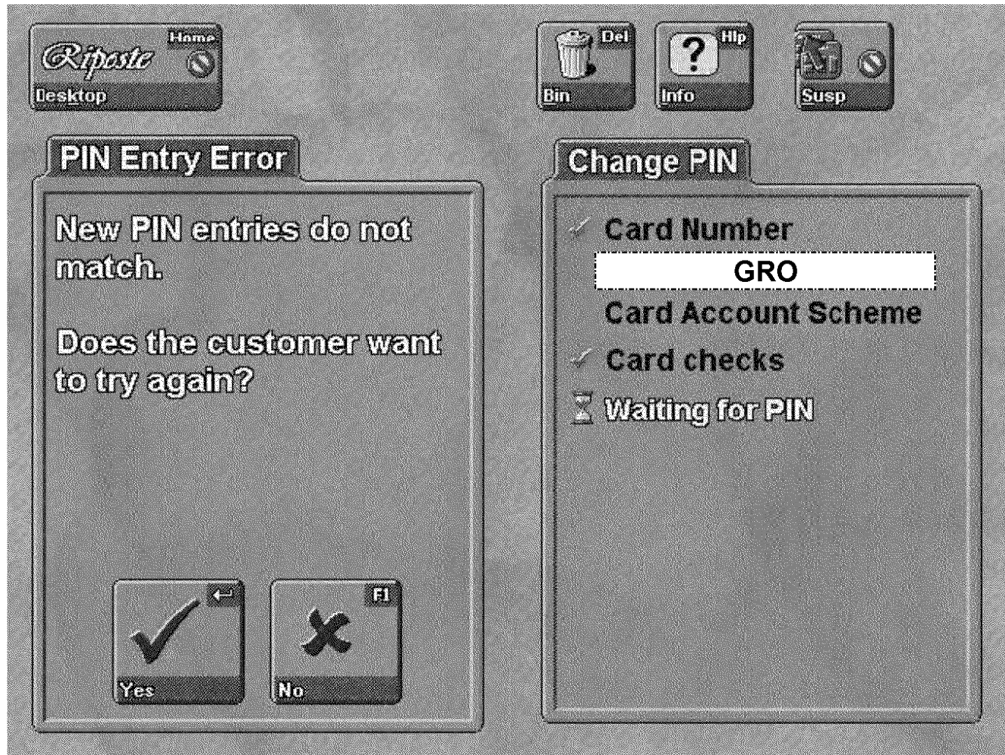 Home
Riposte
Desktop
Del
Bin
Hlp
Info
Susp
PIN Entry Error
New PIN entries do not
match.
Does the customer want
to try again?
Yes
F1
No
Change PIN
Card Number
GRO
Card Account Scheme
Card checks
Waiting for PIN